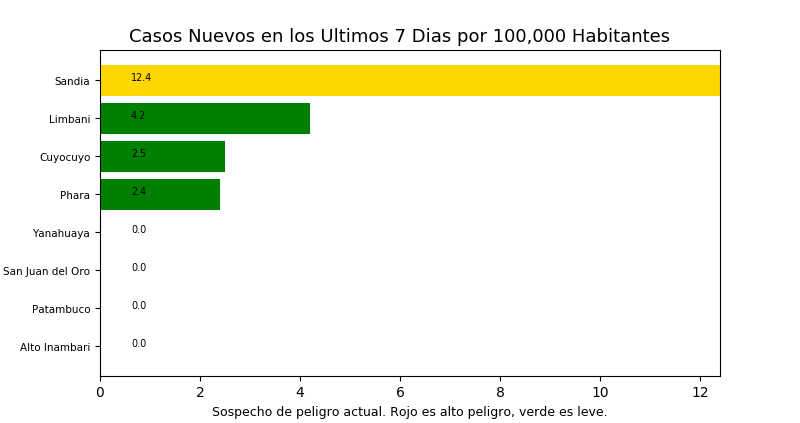 Casos Nuevos en los Ultimos 7 Dias por 100,000 Habitantes
Sandia 12.4
Limbani 4.2
Cuyocuyo 2.5
Phara 2.4
Yanahuaya 0.0
San Juan del Oro 0.0
Patambuco 0.0
Alto Inambari 0.0
0 2 4 6 8 10 12
Sospecho de peligro actual. Rojo es alto peligro, verde es leve.